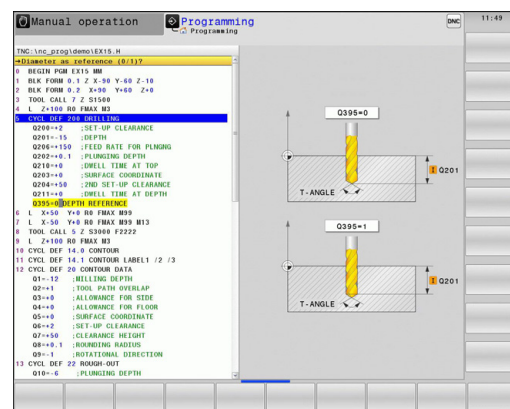 Manual operation
Programming
Programming
DNC
11:49
TNC:\nc_prog\demo\EX15.H
→Diameter as reference (0/1)?
0 BEGIN PGM EX15 MM
1 BLK FORM 0.1 Z X-90 Y-60 Z-10
2 BLK FORM 0.2 X+90 Y+60 Z+0
3 TOOL CALL 7 Z S1500
4 L Z+100 R0 FMAX M3
5 CYCL DEF 200 DRILLING
Q200=+2 ;SET-UP CLEARANCE
Q201=-15 ;DEPTH
Q206=+150 ;FEED RATE FOR PLNGNG
Q202=+0.1 ;PLUNGING DEPTH
Q210=+0 ;DWELL TIME AT TOP
Q203=+0 ;SURFACE COORDINATE
Q204=+50 ;2ND SET-UP CLEARANCE
Q211=+0 ;DWELL TIME AT DEPTH
Q395=0 DEPTH REFERENCE
6 L X+50 Y+0 R0 FMAX M99
7 L X-50 Y+0 R0 FMAX M99 M13
8 TOOL CALL 5 Z S3000 F2222
9 L Z+100 R0 FMAX M3
10 CYCL DEF 14.0 CONTOUR
11 CYCL DEF 14.1 CONTOUR LABEL1 /2 /3
12 CYCL DEF 20 CONTOUR DATA
Q1=-12 ;MILLING DEPTH
Q2=+1 ;TOOL PATH OVERLAP
Q3=+0 ;ALLOWANCE FOR SIDE
Q4=+0 ;ALLOWANCE FOR FLOOR
Q5=+0 ;SURFACE COORDINATE
Q6=+2 ;SET-UP CLEARANCE
Q7=+50 ;CLEARANCE HEIGHT
Q8=+0.1 ;ROUNDING RADIUS
Q9=-1 ;ROTATIONAL DIRECTION
13 CYCL DEF 22 ROUGH-OUT
Q10=-6 ;PLUNGING DEPTH
Q395=0
I Q201
T-ANGLE
Q395=1
I Q201
T-ANGLE